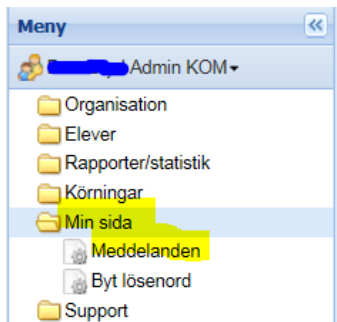 Meny
Admin KOM
Organisation
Elever
Rapporter/statistik
Körningar
Min sida
Meddelanden
Byt lösenord
Support